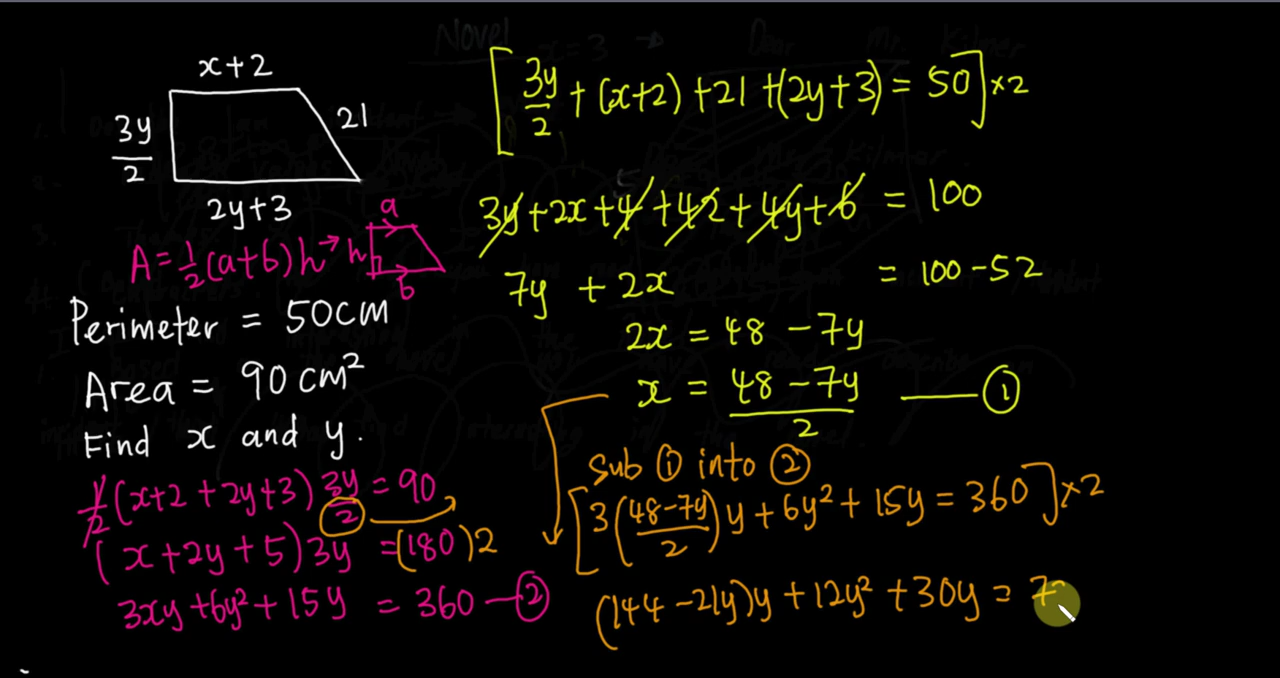 x+2
3y/2
21
2y+3
A = 1/2 (a+b) h → h
a
b
Perimeter = 50cm
Area = 90 cm²
Find x and y.
1/2 (x+2 + 2y+3) 3y/2 = 90
(x+2y+5) 3y = (180) 2
3xy + 6y² + 15y = 360 — ②
[3y/2 + (x+2) + 21 + (2y+3) = 50] × 2
3y + 2x + 4 + 42 + 4y + 6 = 100
7y + 2x = 100 - 52
2x = 48 - 7y
x = (48 - 7y)/2 — ①
Sub ① into ②
[3((48-7y)/2)y + 6y² + 15y = 360] × 2
(144 - 21y)y + 12y² + 30y = 7